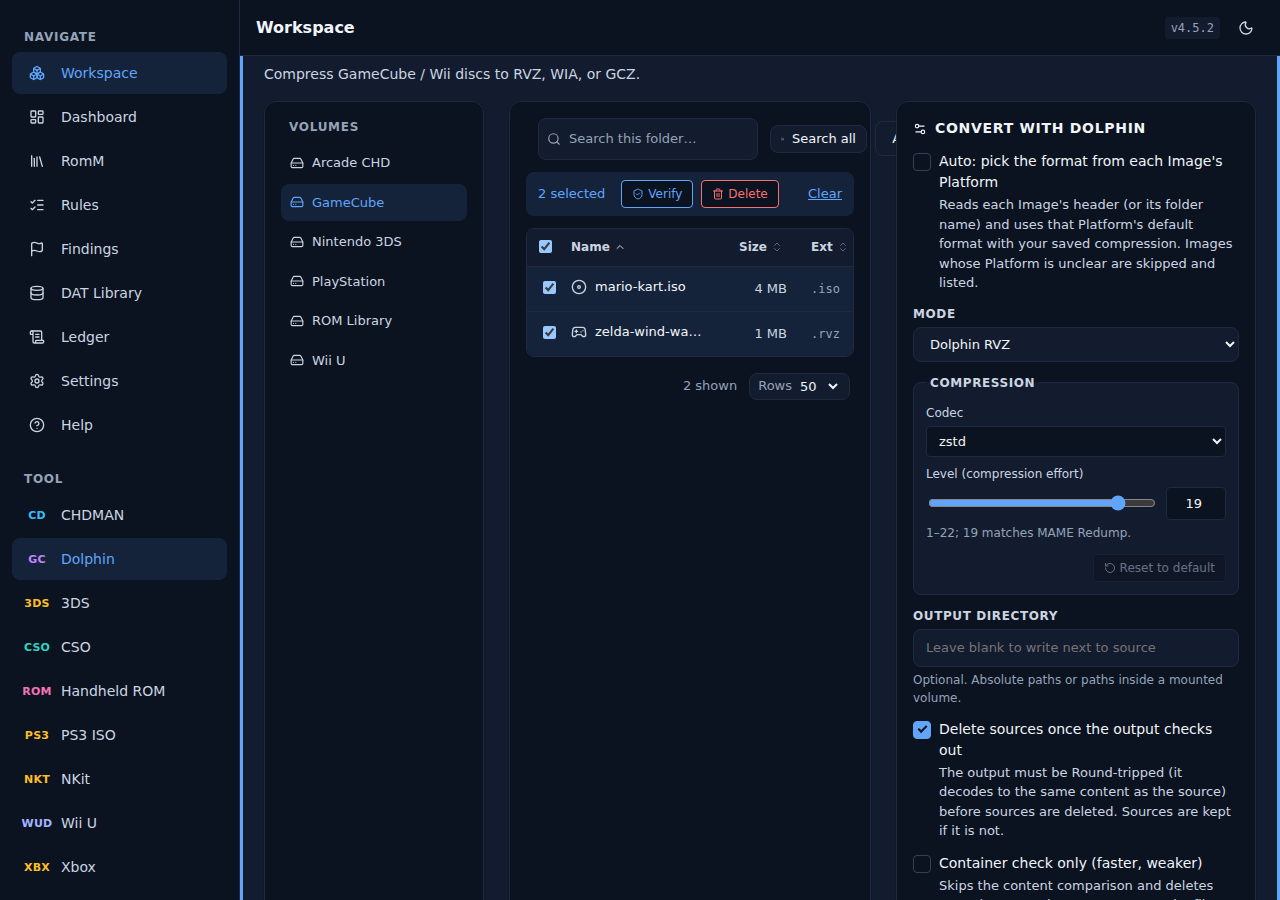 NAVIGATE
Workspace
Dashboard
RomM
Rules
Findings
DAT Library
Ledger
Settings
Help
TOOL
CD CHDMAN
GC Dolphin
3DS 3DS
CSO CSO
ROM Handheld ROM
PS3 PS3 ISO
NKT NKit
WUD Wii U
XBX Xbox
Workspace
v4.5.2
Compress GameCube / Wii discs to RVZ, WIA, or GCZ.
VOLUMES
Arcade CHD
GameCube
Nintendo 3DS
PlayStation
ROM Library
Wii U
Search this folder…
Search all
2 selected
Verify
Delete
Clear
Name Size Ext
mario-kart.iso 4 MB .iso
zelda-wind-wa… 1 MB .rvz
2 shown Rows 50
CONVERT WITH DOLPHIN
Auto: pick the format from each Image's
Platform
Reads each Image's header (or its folder
name) and uses that Platform's default
format with your saved compression. Images
whose Platform is unclear are skipped and
listed.
MODE
Dolphin RVZ
COMPRESSION
Codec
zstd
Level (compression effort)
19
1–22; 19 matches MAME Redump.
Reset to default
OUTPUT DIRECTORY
Leave blank to write next to source
Optional. Absolute paths or paths inside a mounted
volume.
Delete sources once the output checks
out
The output must be Round-tripped (it
decodes to the same content as the source)
before sources are deleted. Sources are kept
if it is not.
Container check only (faster, weaker)
Skips the content comparison and deletes